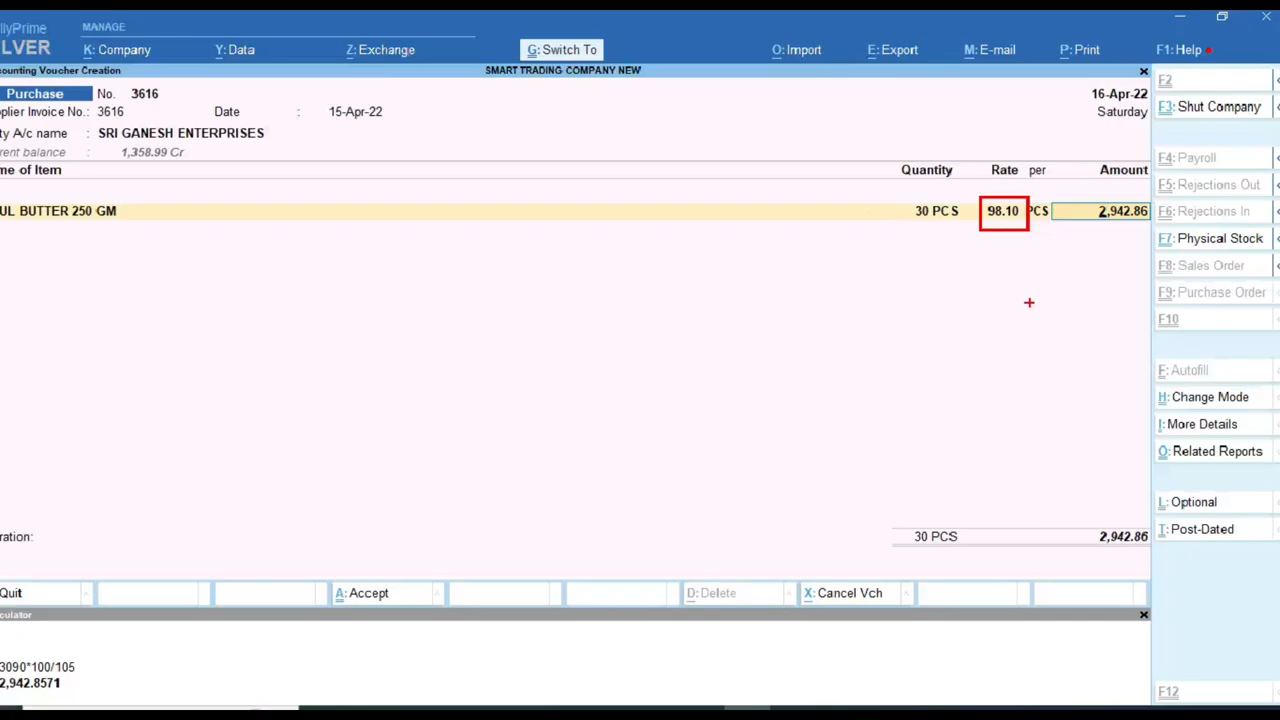 llyPrime
MANAGE
LVER
K: Company
Y: Data
Z: Exchange
G: Switch To
O: Import
E: Export
M: E-mail
P: Print
F1: Help
counting Voucher Creation
SMART TRADING COMPANY NEW
F2
Purchase No. 3616
16-Apr-22
F3: Shut Company
plier Invoice No.: 3616 Date : 15-Apr-22
Saturday
ty A/c name : SRI GANESH ENTERPRISES
rrent balance : 1,358.99 Cr
F4: Payroll
me of Item Quantity Rate per Amount
F5: Rejections Out
UL BUTTER 250 GM 30 PCS 98.10 PCS 2,942.86
F6: Rejections In
F7: Physical Stock
F8: Sales Order
F9: Purchase Order
F10
F: Autofill
H: Change Mode
I: More Details
O: Related Reports
L: Optional
T: Post-Dated
ration: 30 PCS 2,942.86
Quit
A: Accept
D: Delete
X: Cancel Vch
culator
3090*100/105
2,942.8571
F12